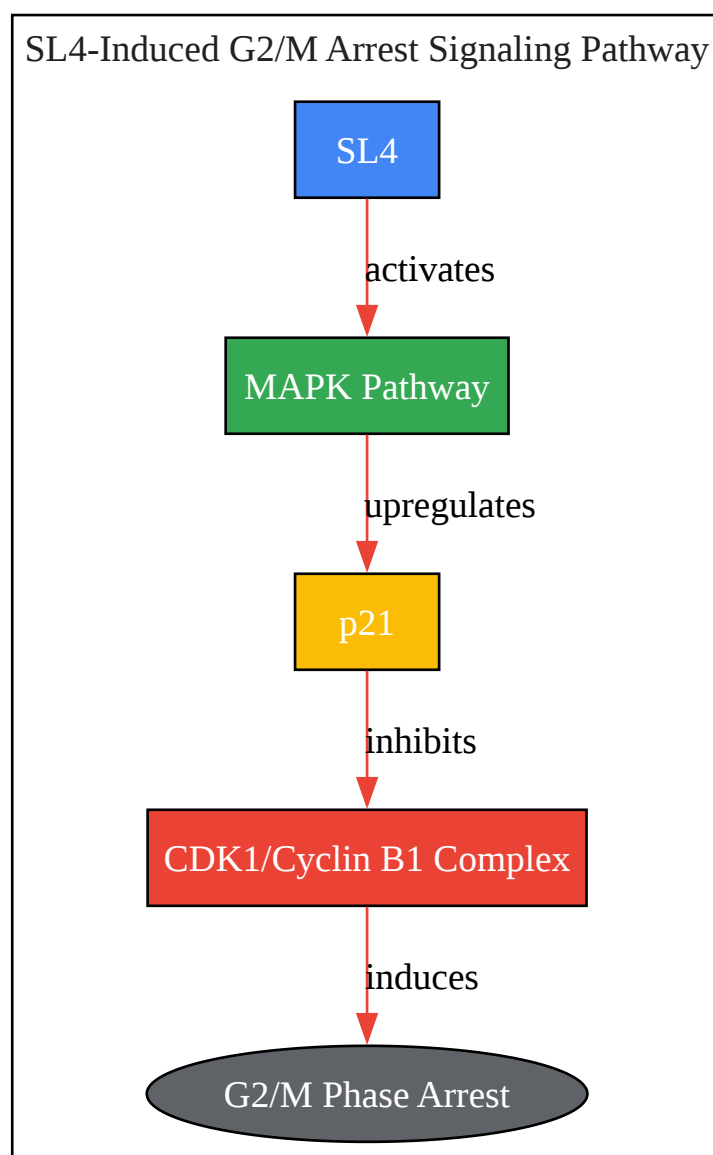 SL4-Induced G2/M Arrest Signaling Pathway
SL4
activates
MAPK Pathway
upregulates
p21
inhibits
CDK1/Cyclin B1 Complex
induces
G2/M Phase Arrest